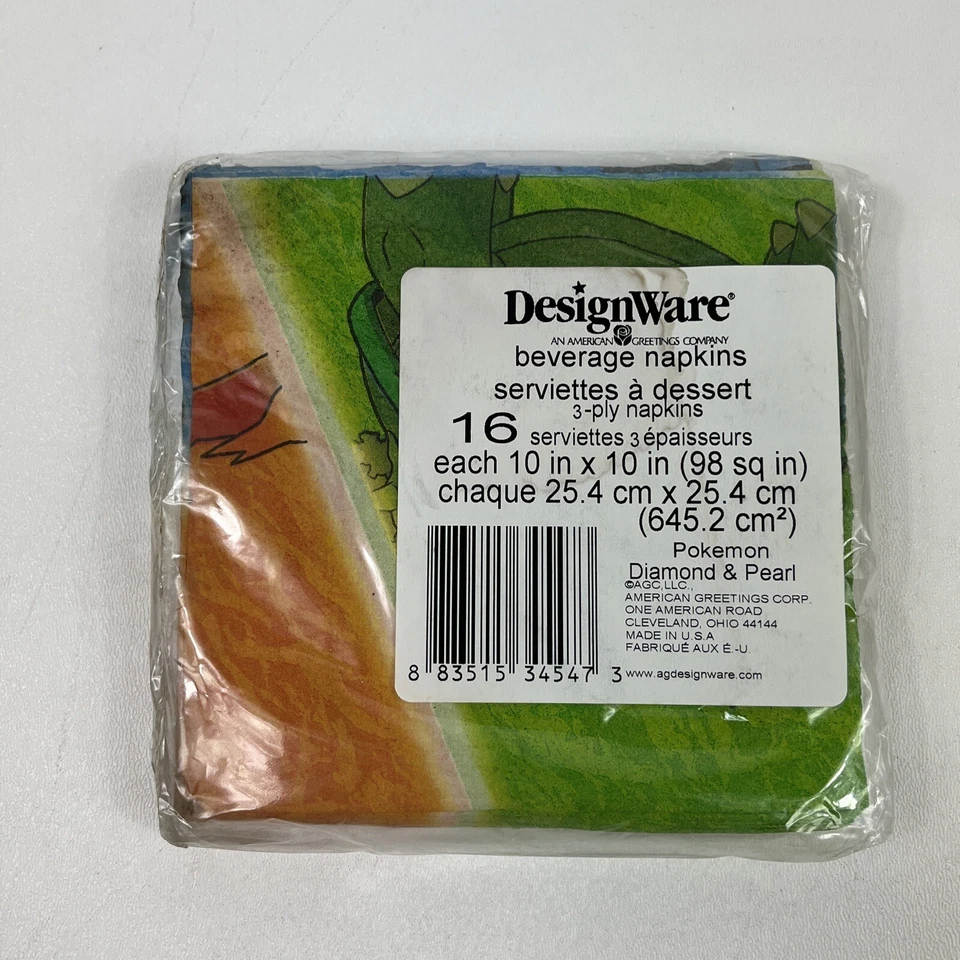 DesignWare®
AN AMERICAN GREETINGS COMPANY
beverage napkins
serviettes à dessert
3-ply napkins
16 serviettes 3 épaisseurs
each 10 in x 10 in (98 sq in)
chaque 25.4 cm x 25.4 cm
(645.2 cm²)
Pokemon
Diamond & Pearl
©AGC,LLC.,
AMERICAN GREETINGS CORP.
ONE AMERICAN ROAD
CLEVELAND, OHIO 44144
MADE IN U.S.A
FABRIQUÉ AUX É.-U.
8 83515 34547 3
www.agdesignware.com